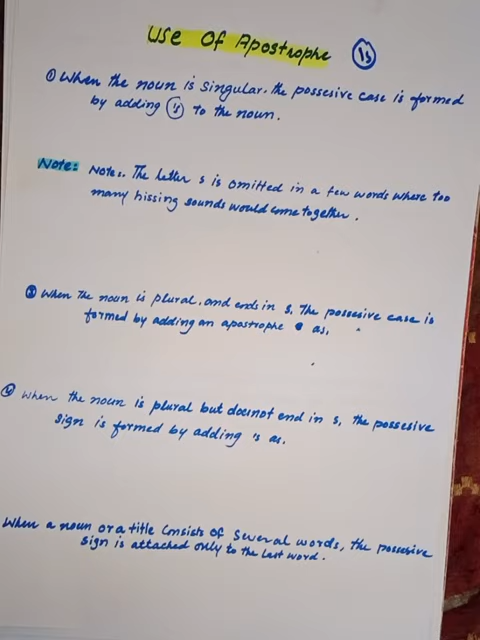 Use Of Apostrophe 's
① When the noun is singular. the possesive case is formed
by adding 's to the noun.
Note: Note:. The letter s is omitted in a few words where too
many hissing sounds would come together.
③ When the noun is plural, and ends in s, the possesive case is
formed by adding an apostrophe as,
④ when the noun is plural but doesnot end in s, the possesive
sign is formed by adding 's as.
When a noun or a title consists of several words, the possesive
sign is attached only to the last word.